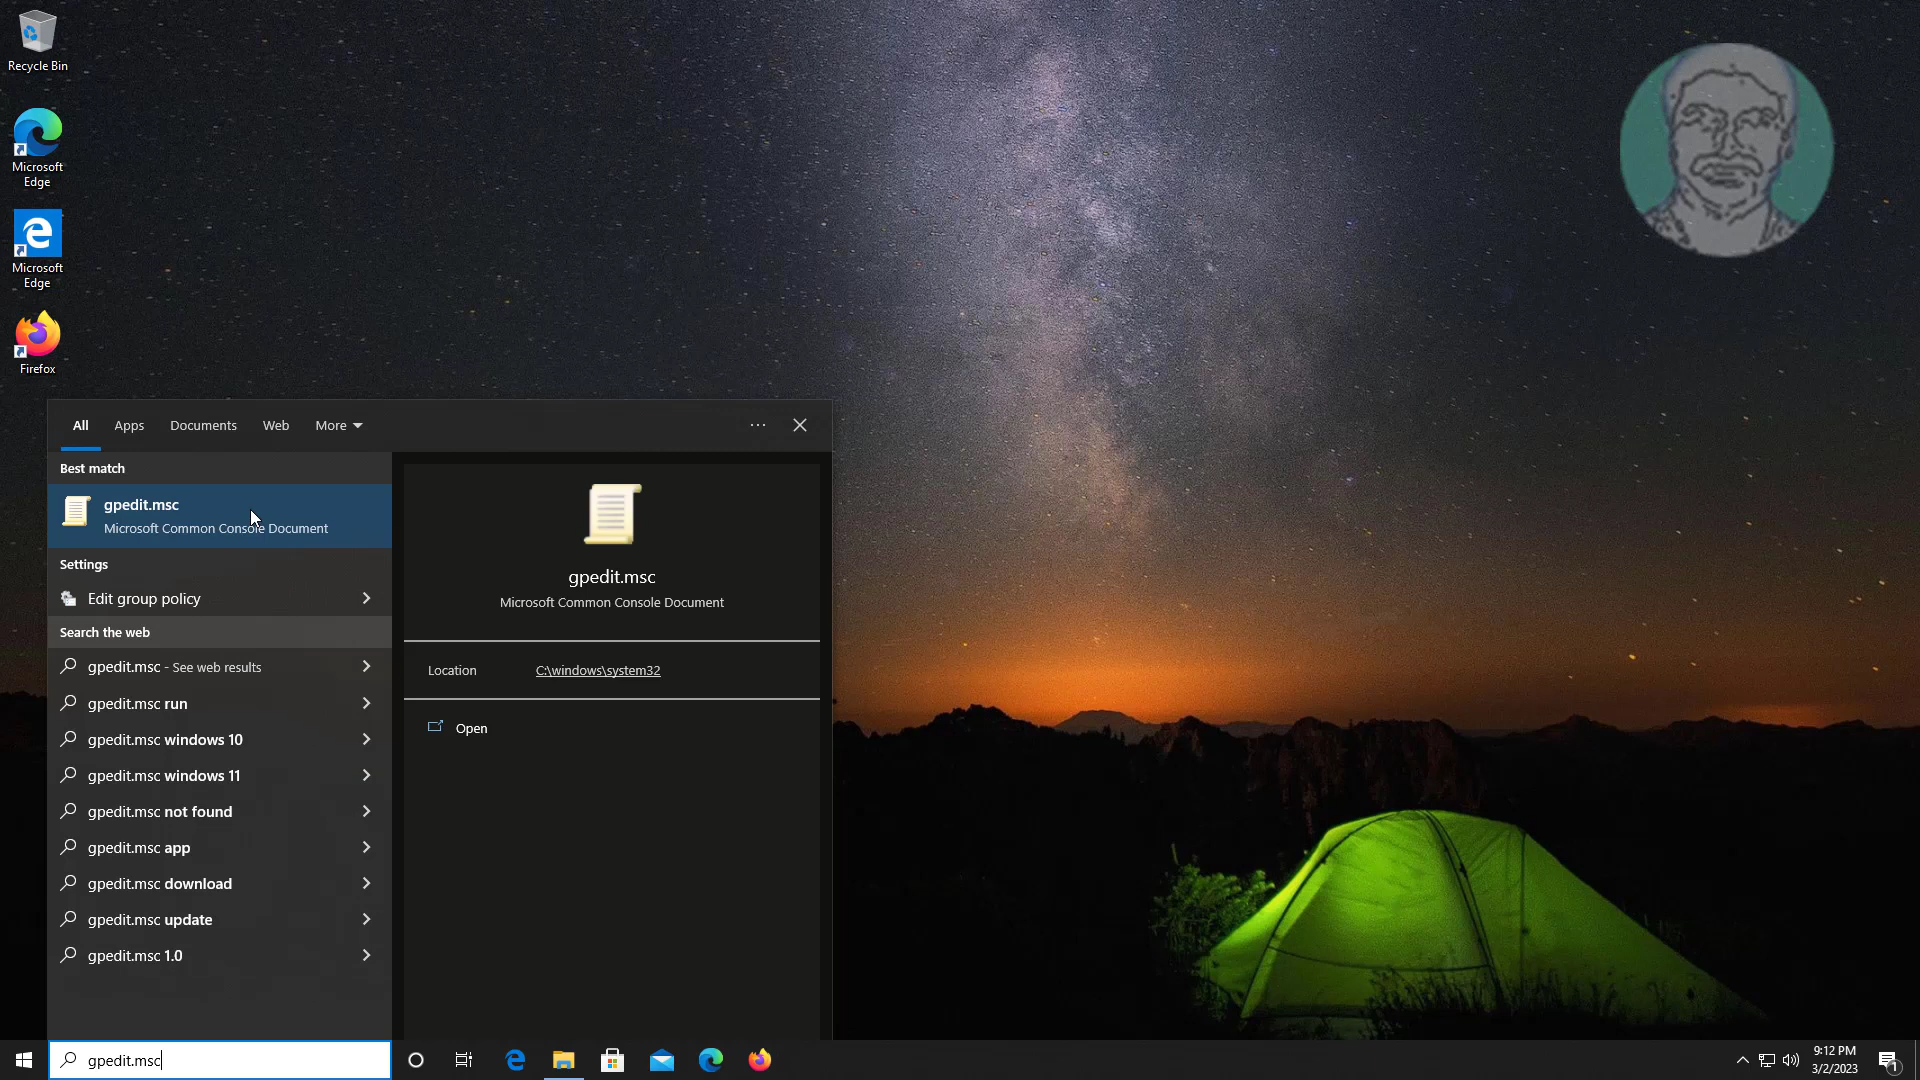 Recycle Bin
Microsoft
Edge
Microsoft
Edge
Firefox
All Apps Documents Web More
Best match
gpedit.msc
Microsoft Common Console Document
Settings
Edit group policy
Search the web
gpedit.msc - See web results
gpedit.msc run
gpedit.msc windows 10
gpedit.msc windows 11
gpedit.msc not found
gpedit.msc app
gpedit.msc download
gpedit.msc update
gpedit.msc 1.0
gpedit.msc
Microsoft Common Console Document
Location C:\windows\system32
Open
gpedit.msc
9:12 PM
3/2/2023
1